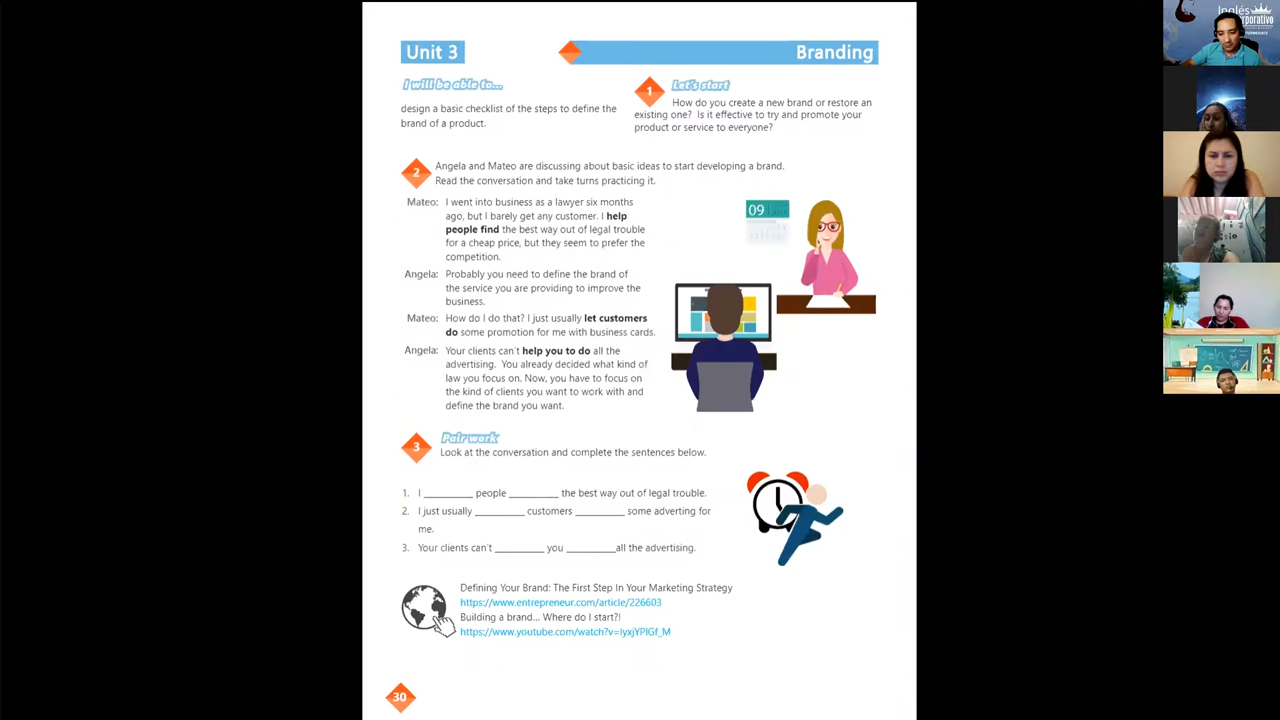 Unit 3
Branding
I will be able to...
design a basic checklist of the steps to define the
brand of a product.
1
Let's start
How do you create a new brand or restore an
existing one? Is it effective to try and promote your
product or service to everyone?
2
Angela and Mateo are discussing about basic ideas to start developing a brand.
Read the conversation and take turns practicing it.
Mateo: I went into business as a lawyer six months
ago, but I barely get any customer. I help
people find the best way out of legal trouble
for a cheap price, but they seem to prefer the
competition.
Angela: Probably you need to define the brand of
the service you are providing to improve the
business.
Mateo: How do I do that? I just usually let customers
do some promotion for me with business cards.
Angela: Your clients can't help you to do all the
advertising. You already decided what kind of
law you focus on. Now, you have to focus on
the kind of clients you want to work with and
define the brand you want.
09
3
Pair work
Look at the conversation and complete the sentences below.
1. I _________ people _________ the best way out of legal trouble.
2. I just usually _________ customers _________ some adverting for
me.
3. Your clients can't _________ you _________all the advertising.
Defining Your Brand: The First Step In Your Marketing Strategy
https://www.entrepreneur.com/article/226603
Building a brand... Where do I start?!
https://www.youtube.com/watch?v=IyxjYPlGf_M
30
Inglés